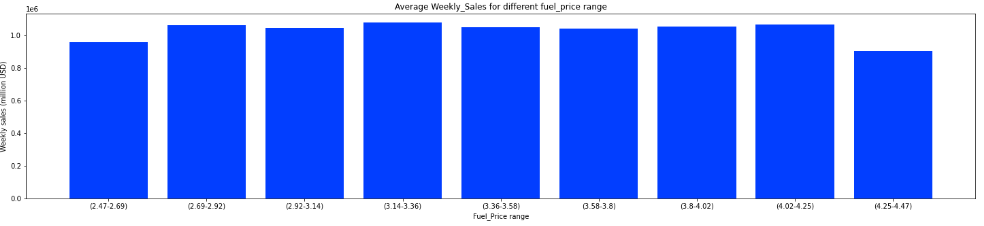 Average Weekly_Sales for different fuel_price range
1e6
Weekly sales (million USD)
1.0
0.8
0.6
0.4
0.2
0.0
(2.47-2.69) (2.69-2.92) (2.92-3.14) (3.14-3.36) (3.36-3.58) (3.58-3.8) (3.8-4.02) (4.02-4.25) (4.25-4.47)
Fuel_Price range